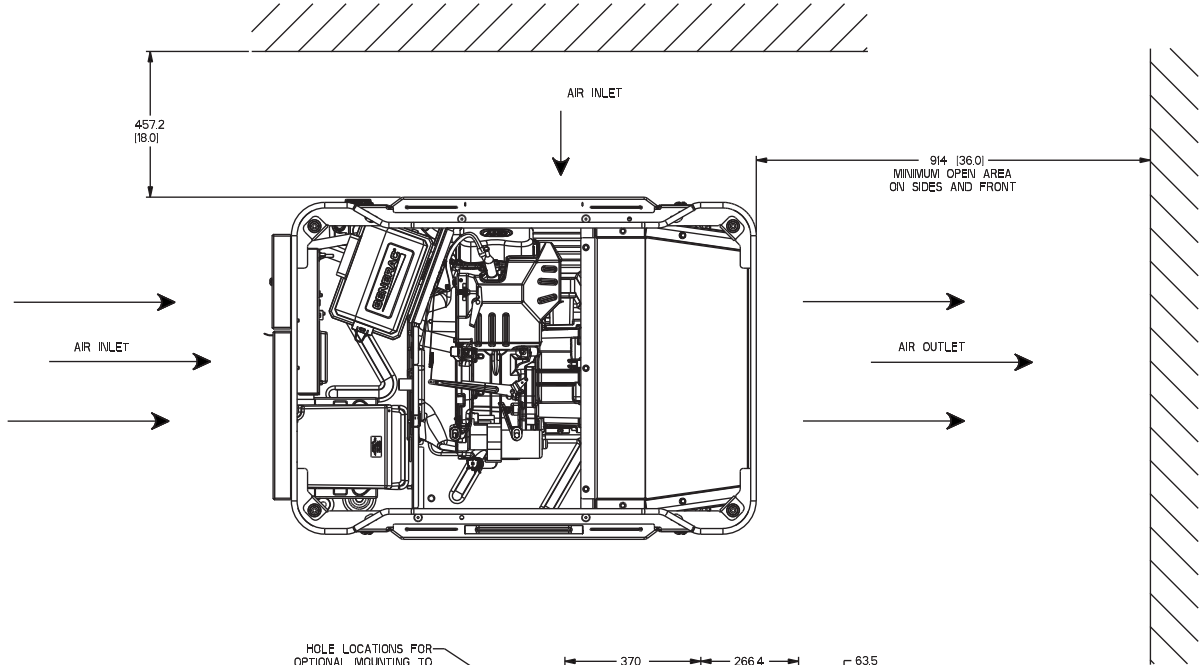 AIR INLET
457.2
[18.0]
914 [36.0]
MINIMUM OPEN AREA
ON SIDES AND FRONT
GENERAC
AIR INLET
AIR OUTLET
HOLE LOCATIONS FOR
OPTIONAL MOUNTING TO
370
266.4
63.5